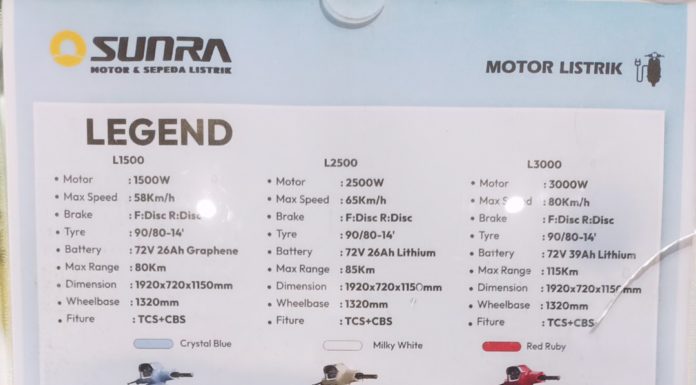 SUNRA
MOTOR & SEPEDA LISTRIK
MOTOR LISTRIK
LEGEND
L1500
• Motor : 1500W
• Max Speed : 58Km/h
• Brake : F:Disc R:Disc
• Tyre : 90/80-14'
• Battery : 72V 26Ah Graphene
• Max Range : 80Km
• Dimension : 1920x720x1150mm
• Wheelbase : 1320mm
• Fiture : TCS+CBS
Crystal Blue
L2500
• Motor : 2500W
• Max Speed : 65Km/h
• Brake : F:Disc R:Disc
• Tyre : 90/80-14'
• Battery : 72V 26Ah Lithium
• Max Range : 85Km
• Dimension : 1920x720x1150mm
• Wheelbase : 1320mm
• Fiture : TCS+CBS
Milky White
L3000
• Motor : 3000W
• Max Speed : 80Km/h
• Brake : F:Disc R:Disc
• Tyre : 90/80-14'
• Battery : 72V 39Ah Lithium
• Max Range : 115Km
• Dimension : 1920x720x1150mm
• Wheelbase : 1320mm
• Fiture : TCS+CBS
Red Ruby